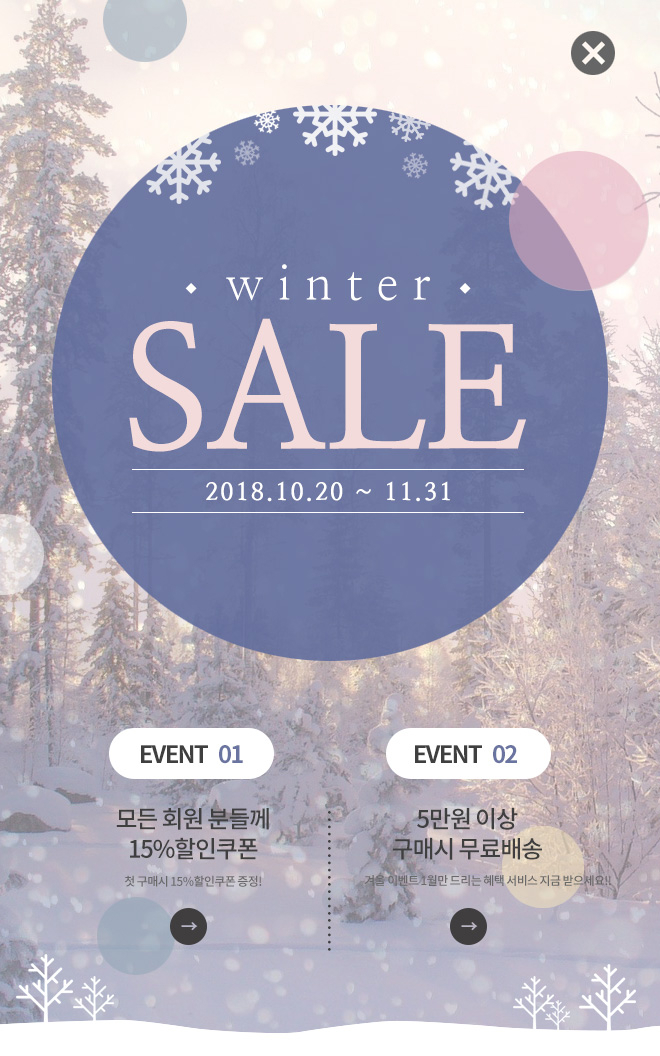 winter
SALE
2018.10.20 ~ 11.31
EVENT 01
모든 회원 분들께
15%할인쿠폰
첫 구매시 15%할인쿠폰 증정!
EVENT 02
5만원 이상
구매시 무료배송
겨울 이벤트 1월만 드리는 혜택 서비스 지금 받으세요!!